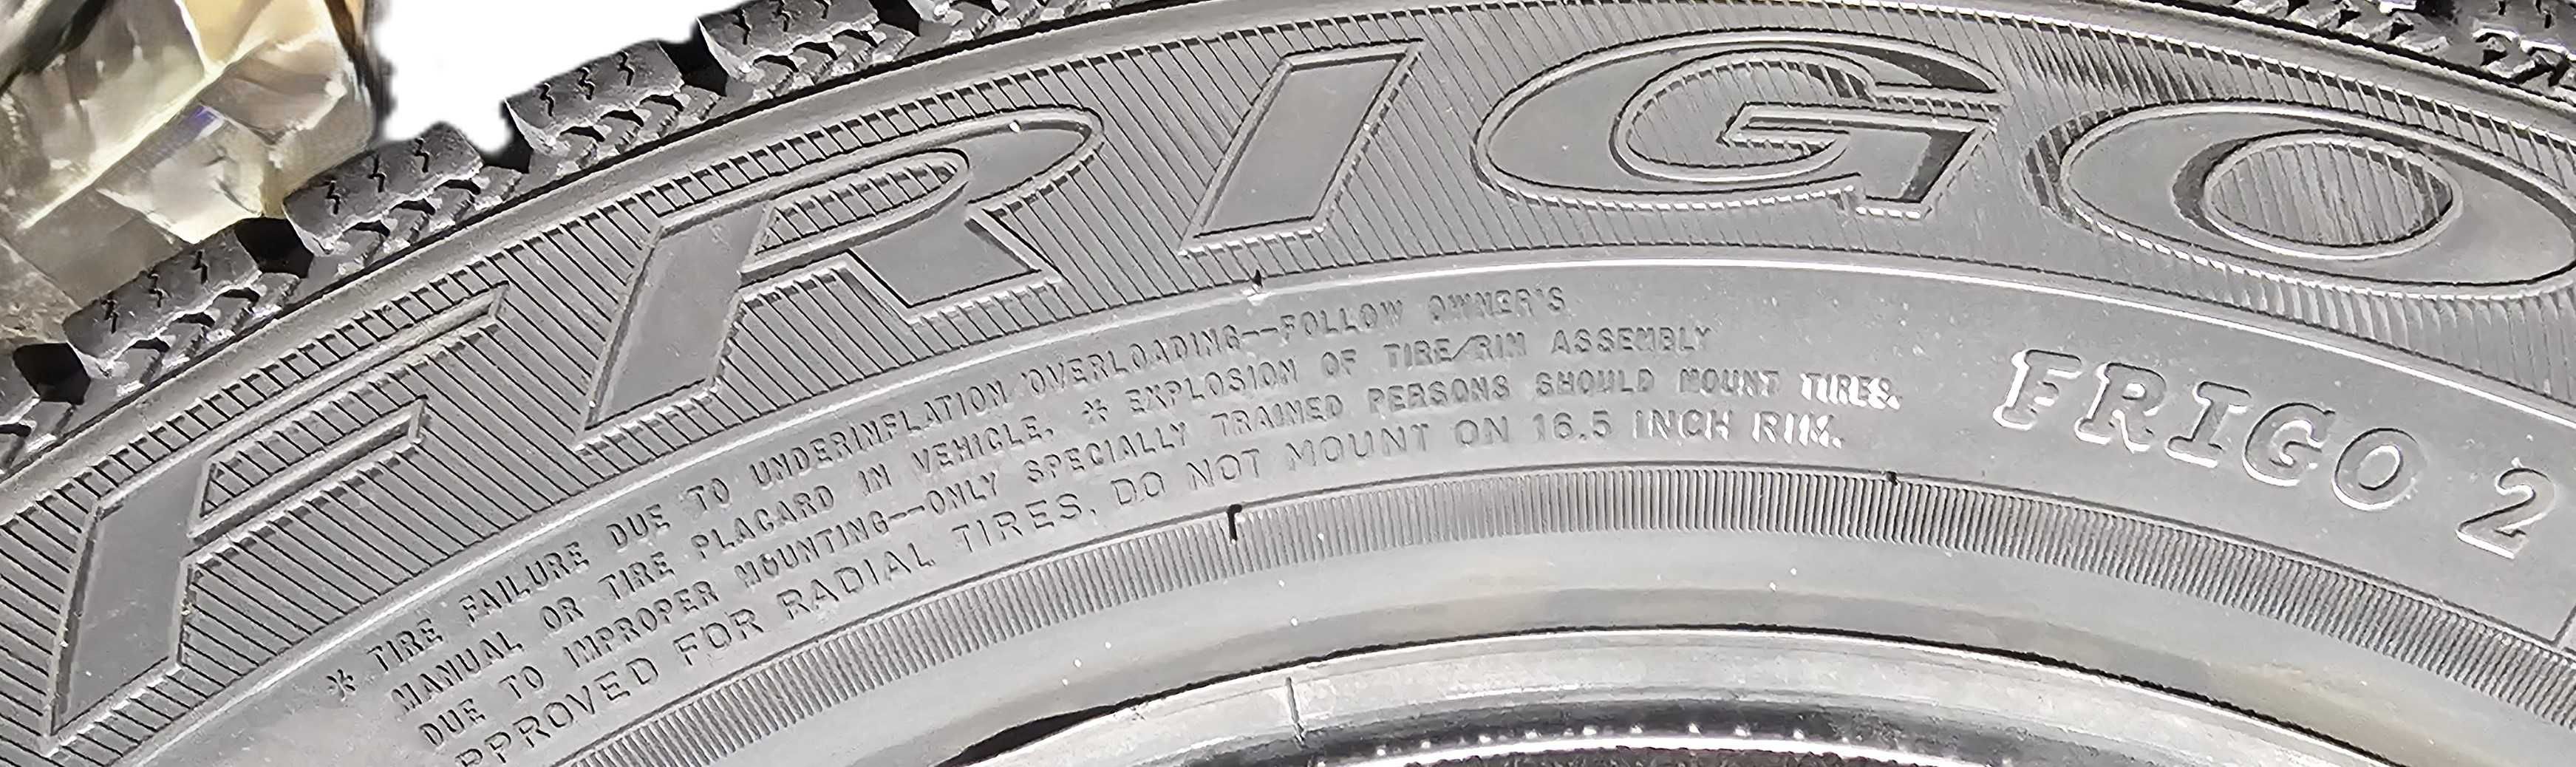 FRIGO
* TIRE FAILURE DUE TO UNDERINFLATION/OVERLOADING--FOLLOW OWNER'S
MANUAL OR TIRE PLACARD IN VEHICLE. * EXPLOSION OF TIRE/RIM ASSEMBLY
DUE TO IMPROPER MOUNTING--ONLY SPECIALLY TRAINED PERSONS SHOULD MOUNT TIRES.
PPROVED FOR RADIAL TIRES. DO NOT MOUNT ON 16.5 INCH RIM.
FRIGO 2